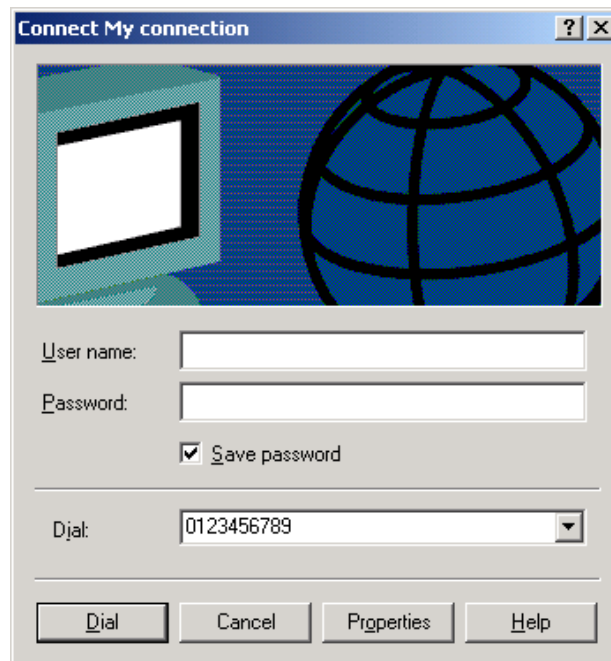 Connect My connection
User name:
Password:
Save password
Dial: 0123456789
Dial Cancel Properties Help